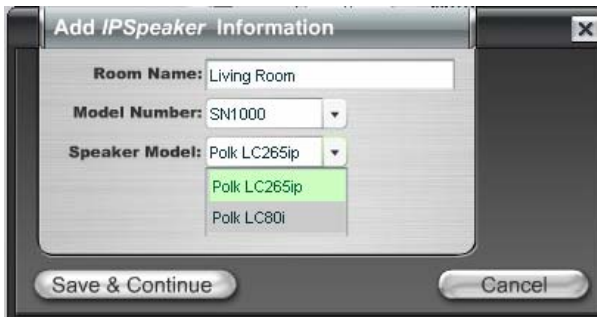 Add IPSpeaker Information
X
Room Name: Living Room
Model Number: SN1000
Speaker Model: Polk LC265ip
Polk LC265ip
Polk LC80i
Save & Continue
Cancel